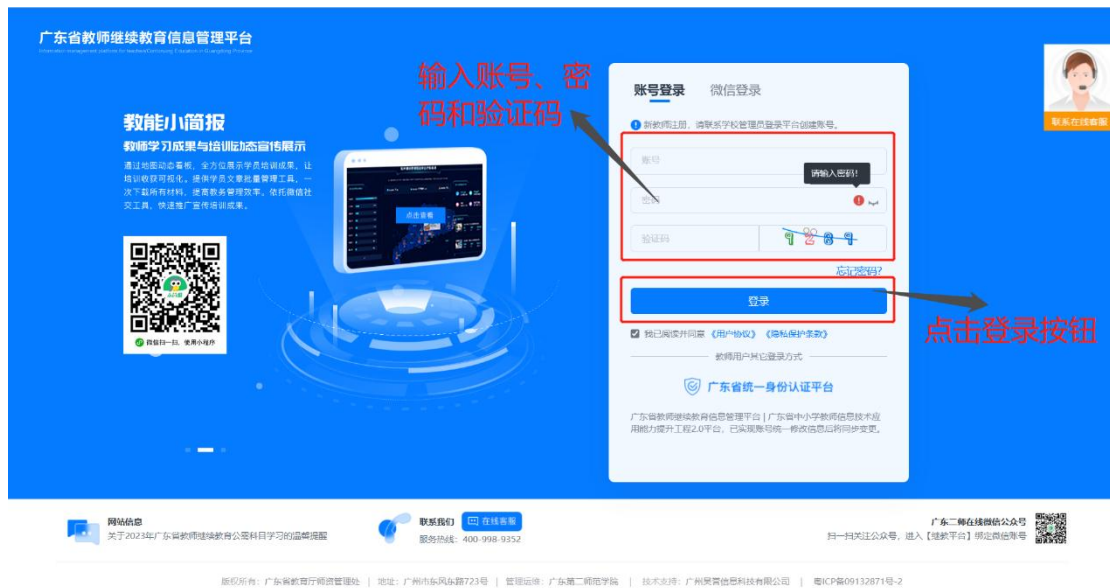 广东省教师继续教育信息管理平台
输入账号、密
码和验证码
账号登录 微信登录
新教师注册，请联系学校管理员登录平台创建账号。
账号
请输入密码!
密码
验证码
9289
忘记密码?
登录
点击登录按钮
我已阅读并同意 《用户协议》 《隐私保护条款》
教师用户其它登录方式
广东省统一身份认证平台
广东省教师继续教育信息管理平台 | 广东省中小学教师信息技术应
用能力提升工程2.0平台，已实现账号统一修改信息后将同步变更。
联系在线客服
教能小简报
教师学习成果与培训动态宣传展示
通过地图动态看板，全方位展示学员培训成果，让
培训收获可视化。提供学员文章批量管理工具，一
次下载所有材料，提高教务管理效率。依托微信社
交工具，快速推广宣传培训成果。
点击查看
微信扫一扫，使用小程序
网站信息
关于2023年广东省教师继续教育公需科目学习的温馨提醒
联系我们 在线客服
服务热线：400-998-9352
广东二师在线微信公众号
扫一扫关注公众号，进入【继教平台】绑定微信账号
版权所有：广东省教育厅师资管理处 | 地址：广州市东风东路723号 | 管理运维：广东第二师范学院 | 技术支持：广州昊育信息科技有限公司 | 粤ICP备09132871号-2